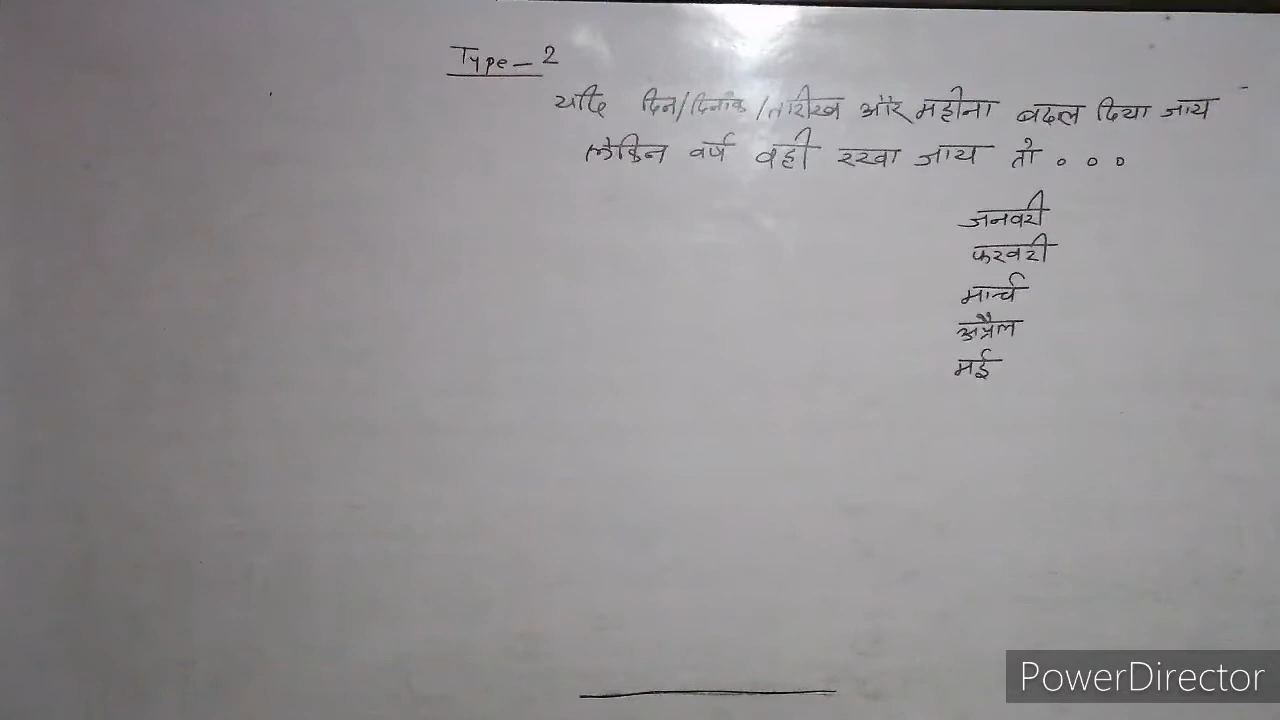 Type - 2
यदि दिन/दिनांक/तारीख और महीना बदल दिया जाय
लेकिन वर्ष वही रखा जाय तो . . .
जनवरी
फरवरी
मार्च
अप्रैल
मई
PowerDirector